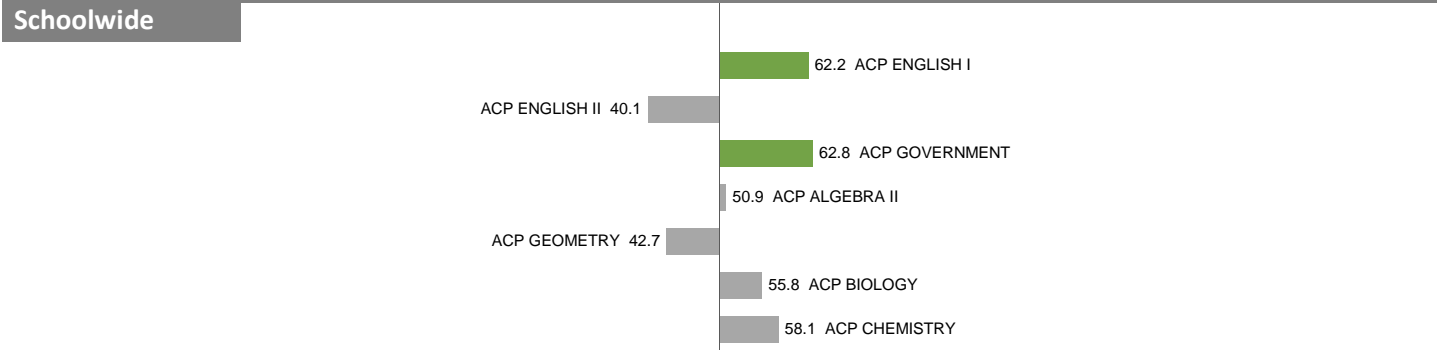 Schoolwide
62.2 ACP ENGLISH I
ACP ENGLISH II 40.1
62.8 ACP GOVERNMENT
50.9 ACP ALGEBRA II
ACP GEOMETRY 42.7
55.8 ACP BIOLOGY
58.1 ACP CHEMISTRY